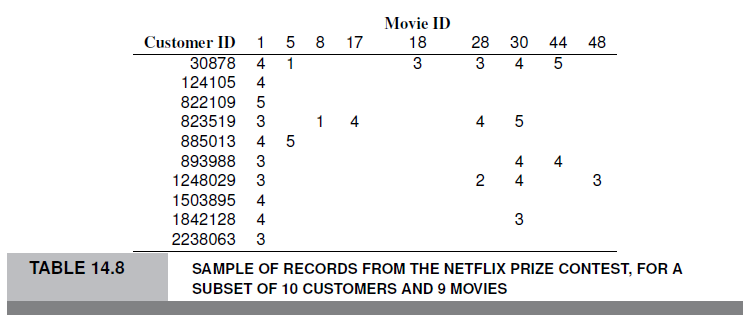 Movie ID
Customer ID 1 5 8 17 18 28 30 44 48
30878 4 1 3 3 4 5
124105 4
822109 5
823519 3 1 4 4 5
885013 4 5
893988 3 4 4
1248029 3 2 4 3
1503895 4
1842128 4 3
2238063 3
TABLE 14.8 SAMPLE OF RECORDS FROM THE NETFLIX PRIZE CONTEST, FOR A
SUBSET OF 10 CUSTOMERS AND 9 MOVIES